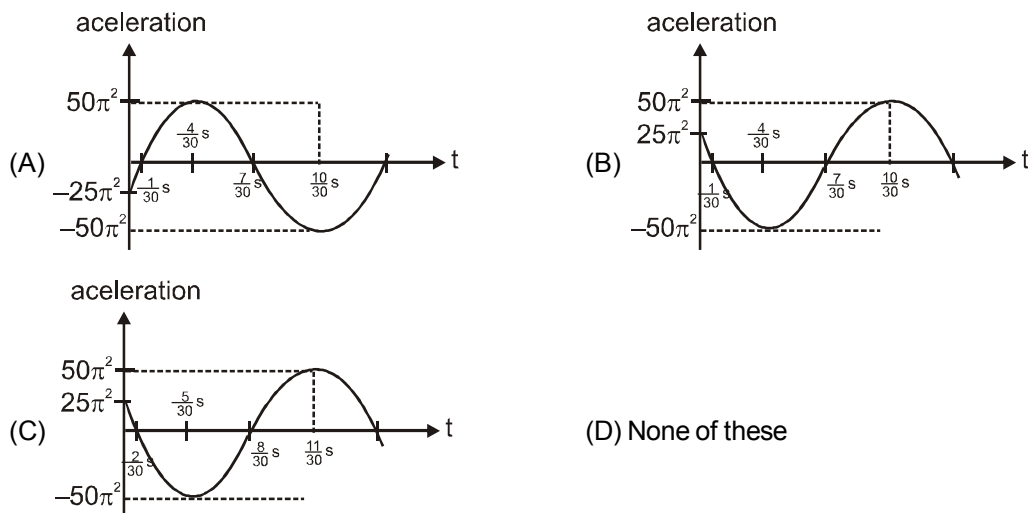 aceleration
50π²
4/30 s
(A)
t
1/30 s
7/30 s
10/30 s
−25π²
−50π²
aceleration
50π²
25π²
4/30 s
(B)
t
1/30 s
7/30 s
10/30 s
−50π²
aceleration
50π²
25π²
5/30 s
(C)
t
2/30 s
8/30 s
11/30 s
−50π²
(D) None of these